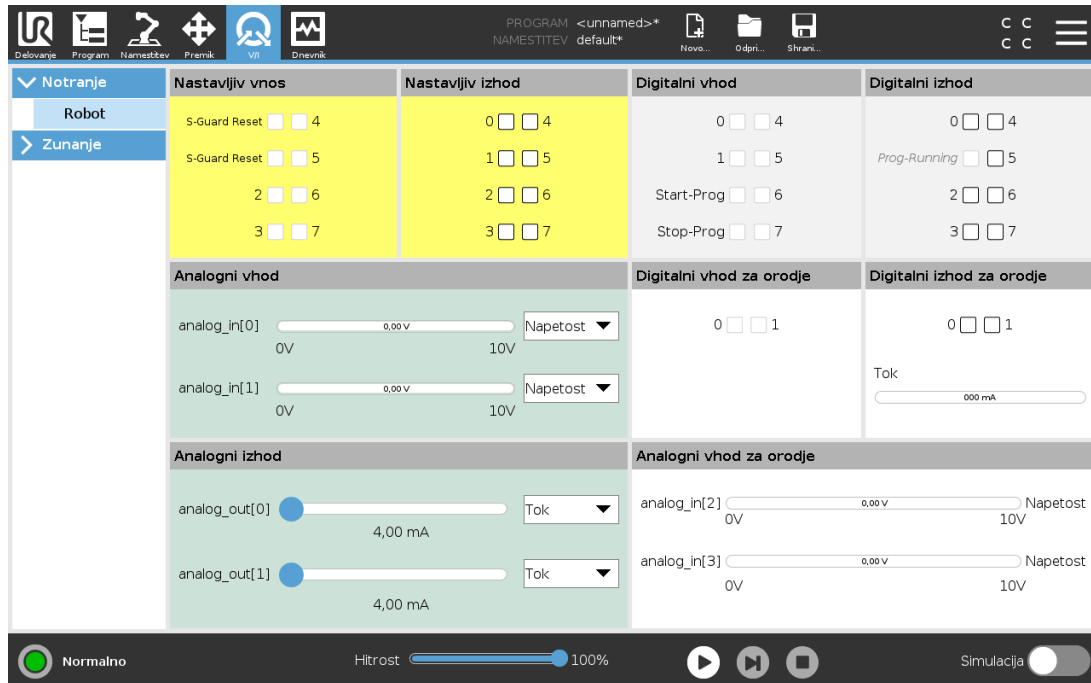 UR
PROGRAM <unnamed>*
NAMESTITEV default*
C C
C C
Delovanje Program Namestitev Premik V/I Dnevnik Novo... Odpri... Shrani...
Notranje
Robot
Zunanje
Nastavljiv vnos
S-Guard Reset 4
S-Guard Reset 5
2 6
3 7
Nastavljiv izhod
0 4
1 5
2 6
3 7
Digitalni vhod
0 4
1 5
Start-Prog 6
Stop-Prog 7
Digitalni izhod
0 4
Prog-Running 5
2 6
3 7
Analogni vhod
analog_in[0] 0,00 V Napetost
0V 10V
analog_in[1] 0,00 V Napetost
0V 10V
Digitalni vhod za orodje
0 1
Digitalni izhod za orodje
0 1
Tok
000 mA
Analogni izhod
analog_out[0] Tok
4,00 mA
analog_out[1] Tok
4,00 mA
Analogni vhod za orodje
analog_in[2] 0,00 V Napetost
0V 10V
analog_in[3] 0,00 V Napetost
0V 10V
Normalno Hitrost 100% Simulacija